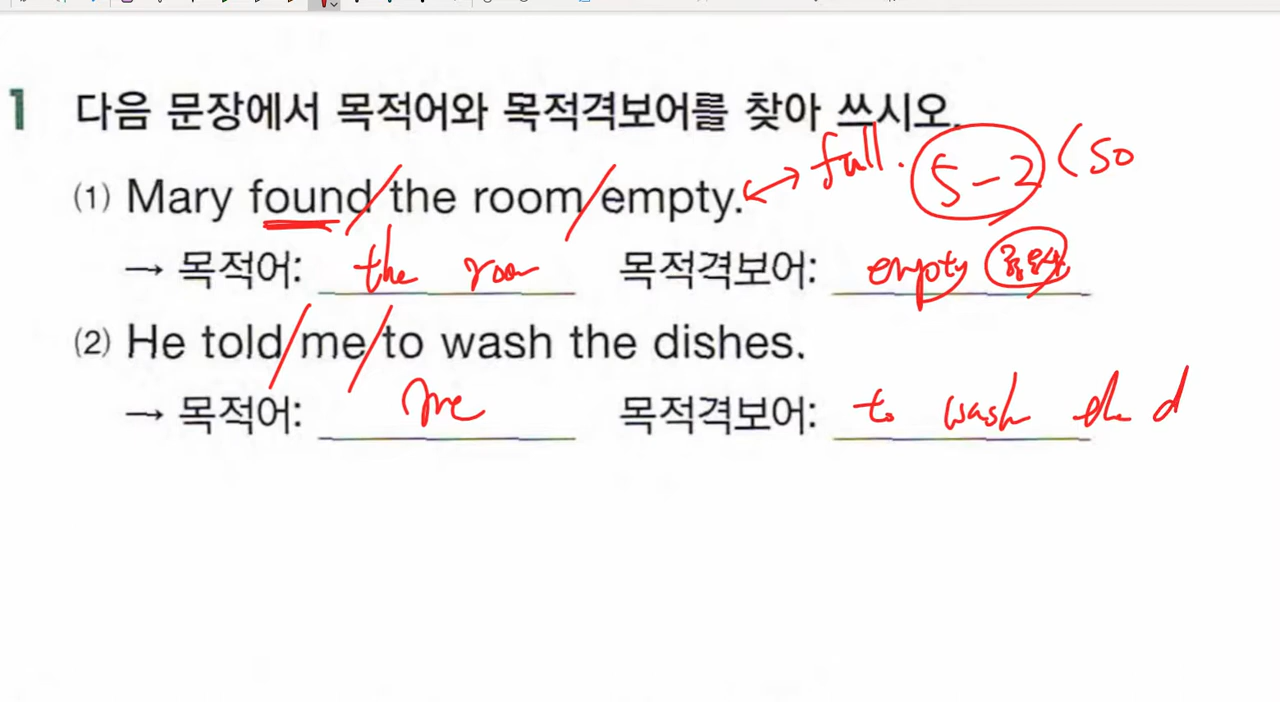 1 다음 문장에서 목적어와 목적격보어를 찾아 쓰시오.
(1) Mary found/the room/empty. ↔ full. 5-2 (so
→ 목적어: the room 목적격보어: empty 형용사
(2) He told/me/to wash the dishes.
→ 목적어: me 목적격보어: to wash the d